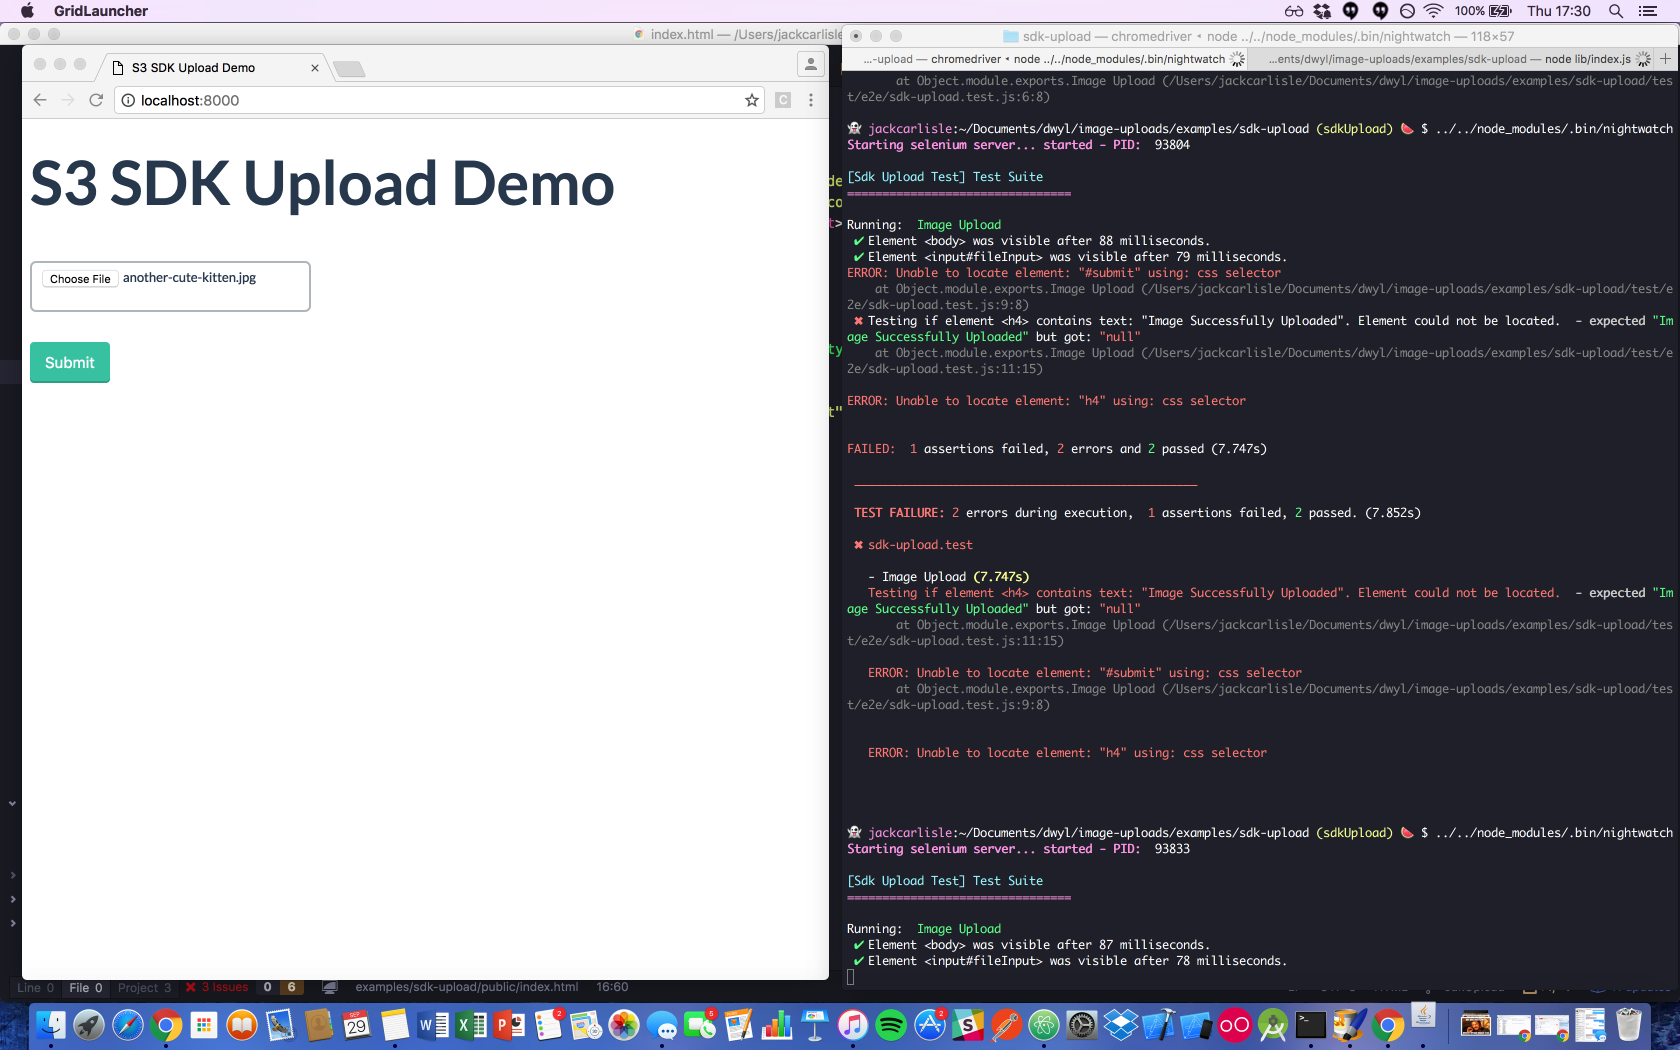 GridLauncher
100%
Thu 17:30
index.html — /Users/jackcarlisle
S3 SDK Upload Demo
localhost:8000
C
S3 SDK Upload Demo
Choose File another-cute-kitten.jpg
Submit
sdk-upload — chromedriver ◂ node ../../node_modules/.bin/nightwatch — 118×57
...-upload — chromedriver ◂ node ../../node_modules/.bin/nightwatch
...ents/dwyl/image-uploads/examples/sdk-upload — node lib/index.js
at Object.module.exports.Image Upload (/Users/jackcarlisle/Documents/dwyl/image-uploads/examples/sdk-upload/tes
t/e2e/sdk-upload.test.js:6:8)
jackcarlisle:~/Documents/dwyl/image-uploads/examples/sdk-upload (sdkUpload) 🍉 $ ../../node_modules/.bin/nightwatch
Starting selenium server... started - PID:  93804
[Sdk Upload Test] Test Suite
================================
Running:  Image Upload
✔ Element <body> was visible after 88 milliseconds.
✔ Element <input#fileInput> was visible after 79 milliseconds.
ERROR: Unable to locate element: "#submit" using: css selector
at Object.module.exports.Image Upload (/Users/jackcarlisle/Documents/dwyl/image-uploads/examples/sdk-upload/test/e
2e/sdk-upload.test.js:9:8)
✖ Testing if element <h4> contains text: "Image Successfully Uploaded". Element could not be located.  - expected "Im
age Successfully Uploaded" but got: "null"
at Object.module.exports.Image Upload (/Users/jackcarlisle/Documents/dwyl/image-uploads/examples/sdk-upload/test/e
2e/sdk-upload.test.js:11:15)
ERROR: Unable to locate element: "h4" using: css selector
FAILED:  1 assertions failed, 2 errors and 2 passed (7.747s)
TEST FAILURE: 2 errors during execution,  1 assertions failed, 2 passed. (7.852s)
✖ sdk-upload.test
- Image Upload (7.747s)
Testing if element <h4> contains text: "Image Successfully Uploaded". Element could not be located.  - expected "Im
age Successfully Uploaded" but got: "null"
at Object.module.exports.Image Upload (/Users/jackcarlisle/Documents/dwyl/image-uploads/examples/sdk-upload/tes
t/e2e/sdk-upload.test.js:11:15)
ERROR: Unable to locate element: "#submit" using: css selector
at Object.module.exports.Image Upload (/Users/jackcarlisle/Documents/dwyl/image-uploads/examples/sdk-upload/tes
t/e2e/sdk-upload.test.js:9:8)
ERROR: Unable to locate element: "h4" using: css selector
jackcarlisle:~/Documents/dwyl/image-uploads/examples/sdk-upload (sdkUpload) 🍉 $ ../../node_modules/.bin/nightwatch
Starting selenium server... started - PID:  93833
[Sdk Upload Test] Test Suite
================================
Running:  Image Upload
✔ Element <body> was visible after 87 milliseconds.
✔ Element <input#fileInput> was visible after 78 milliseconds.
Line 0 File 0 Project 3 ✖ 3 Issues 0 6 examples/sdk-upload/public/index.html 16:60
SEP
29
2
5
2